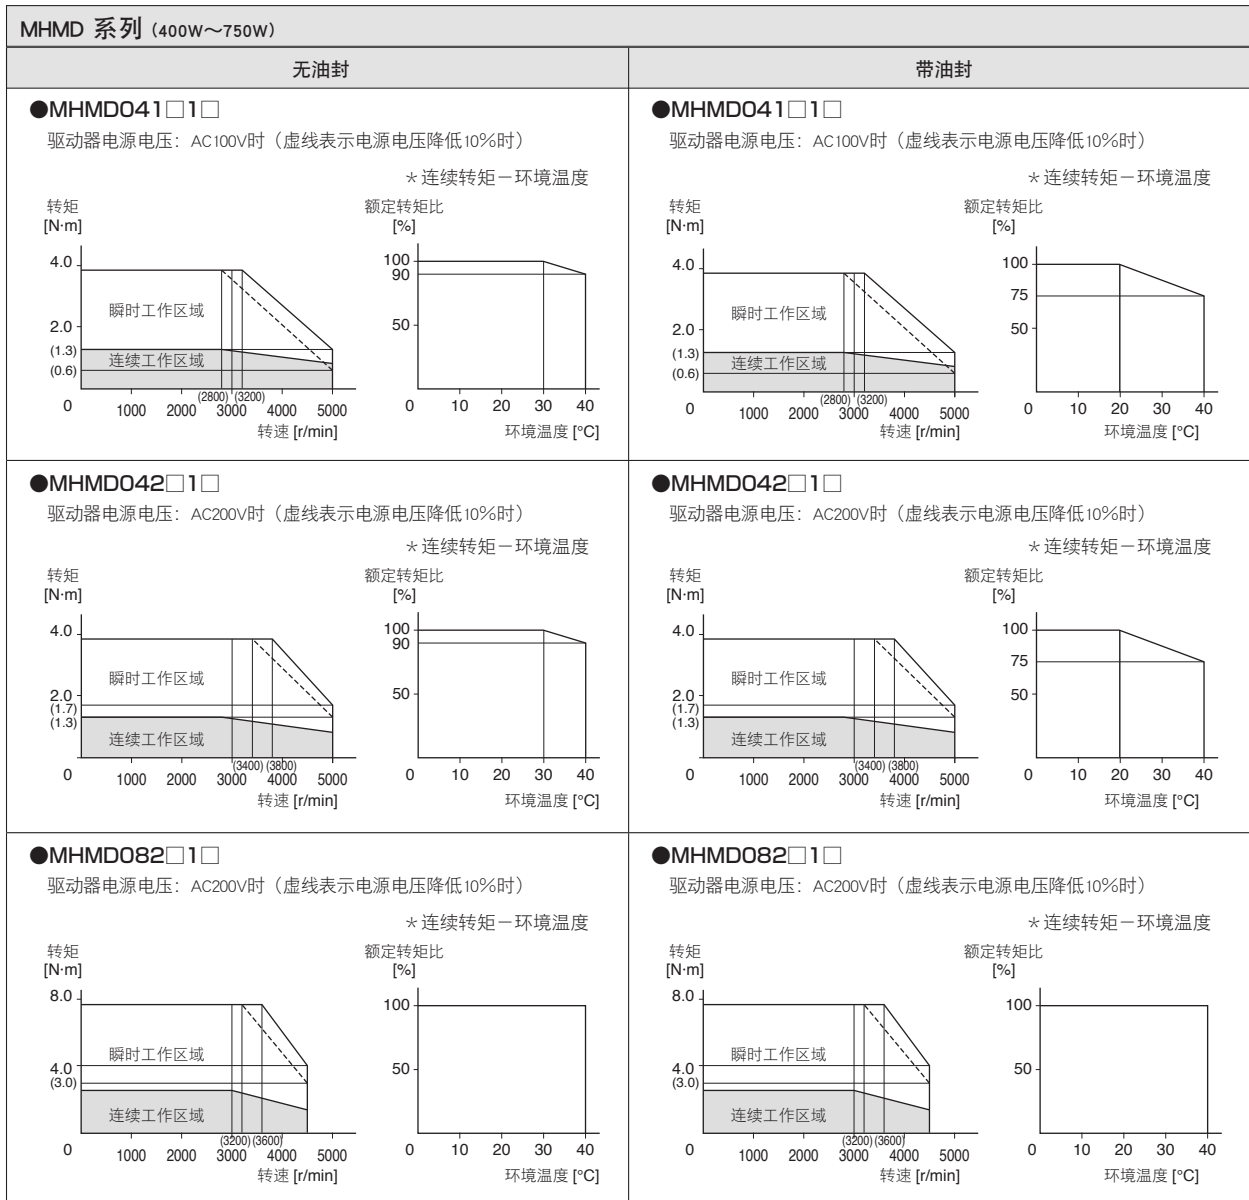 MHMD 系列（400W～750W）
无油封
带油封
●MHMD041□1□
驱动器电源电压：AC100V时（虚线表示电源电压降低10%时）
＊连续转矩－环境温度
转矩
[N·m]
4.0
2.0
(1.3)
(0.6)
0
瞬时工作区域
连续工作区域
(2800) (3200)
1000 2000 3000 4000 5000
转速 [r/min]
额定转矩比
[%]
100
90
50
0 10 20 30 40
环境温度 [°C]
●MHMD041□1□
驱动器电源电压：AC100V时（虚线表示电源电压降低10%时）
＊连续转矩－环境温度
转矩
[N·m]
4.0
2.0
(1.3)
(0.6)
0
瞬时工作区域
连续工作区域
(2800) (3200)
1000 2000 3000 4000 5000
转速 [r/min]
额定转矩比
[%]
100
75
50
0 10 20 30 40
环境温度 [°C]
●MHMD042□1□
驱动器电源电压：AC200V时（虚线表示电源电压降低10%时）
＊连续转矩－环境温度
转矩
[N·m]
4.0
2.0
(1.7)
(1.3)
0
瞬时工作区域
连续工作区域
(3400) (3800)
1000 2000 3000 4000 5000
转速 [r/min]
额定转矩比
[%]
100
90
50
0 10 20 30 40
环境温度 [°C]
●MHMD042□1□
驱动器电源电压：AC200V时（虚线表示电源电压降低10%时）
＊连续转矩－环境温度
转矩
[N·m]
4.0
2.0
(1.7)
(1.3)
0
瞬时工作区域
连续工作区域
(3400) (3800)
1000 2000 3000 4000 5000
转速 [r/min]
额定转矩比
[%]
100
75
50
0 10 20 30 40
环境温度 [°C]
●MHMD082□1□
驱动器电源电压：AC200V时（虚线表示电源电压降低10%时）
＊连续转矩－环境温度
转矩
[N·m]
8.0
4.0
(3.0)
0
瞬时工作区域
连续工作区域
(3200) (3600)
1000 2000 3000 4000 5000
转速 [r/min]
额定转矩比
[%]
100
50
0 10 20 30 40
环境温度 [°C]
●MHMD082□1□
驱动器电源电压：AC200V时（虚线表示电源电压降低10%时）
＊连续转矩－环境温度
转矩
[N·m]
8.0
4.0
(3.0)
0
瞬时工作区域
连续工作区域
(3200) (3600)
1000 2000 3000 4000 5000
转速 [r/min]
额定转矩比
[%]
100
50
0 10 20 30 40
环境温度 [°C]